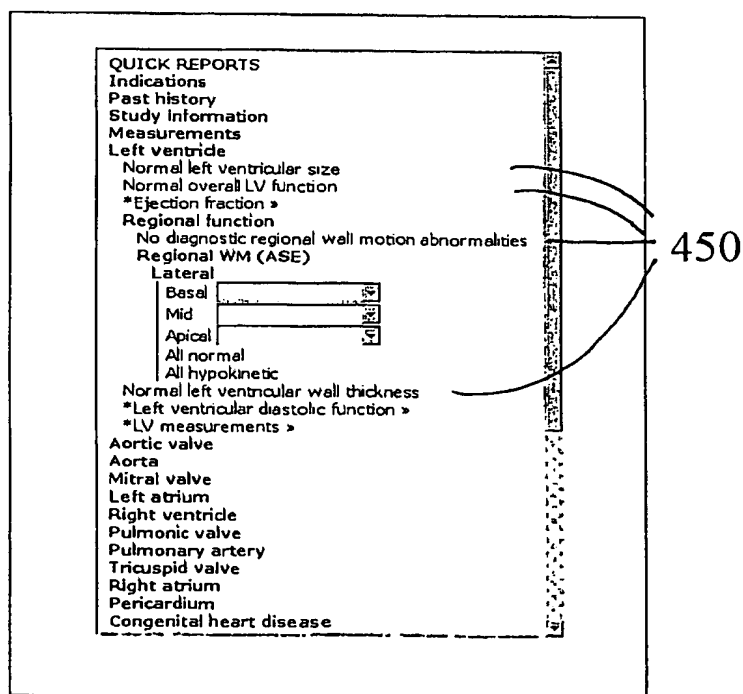 QUICK REPORTS
Indications
Past history
Study Information
Measurements
Left ventricle
Normal left ventricular size
Normal overall LV function
*Ejection fraction »
Regional function
No diagnostic regional wall motion abnormalities
Regional WM (ASE)
Lateral
Basal
Mid
Apical
All normal
All hypokinetic
Normal left ventricular wall thickness
*Left ventricular diastolic function »
*LV measurements »
Aortic valve
Aorta
Mitral valve
Left atrium
Right ventricle
Pulmonic valve
Pulmonary artery
Tricuspid valve
Right atrium
Pericardium
Congenital heart disease
450